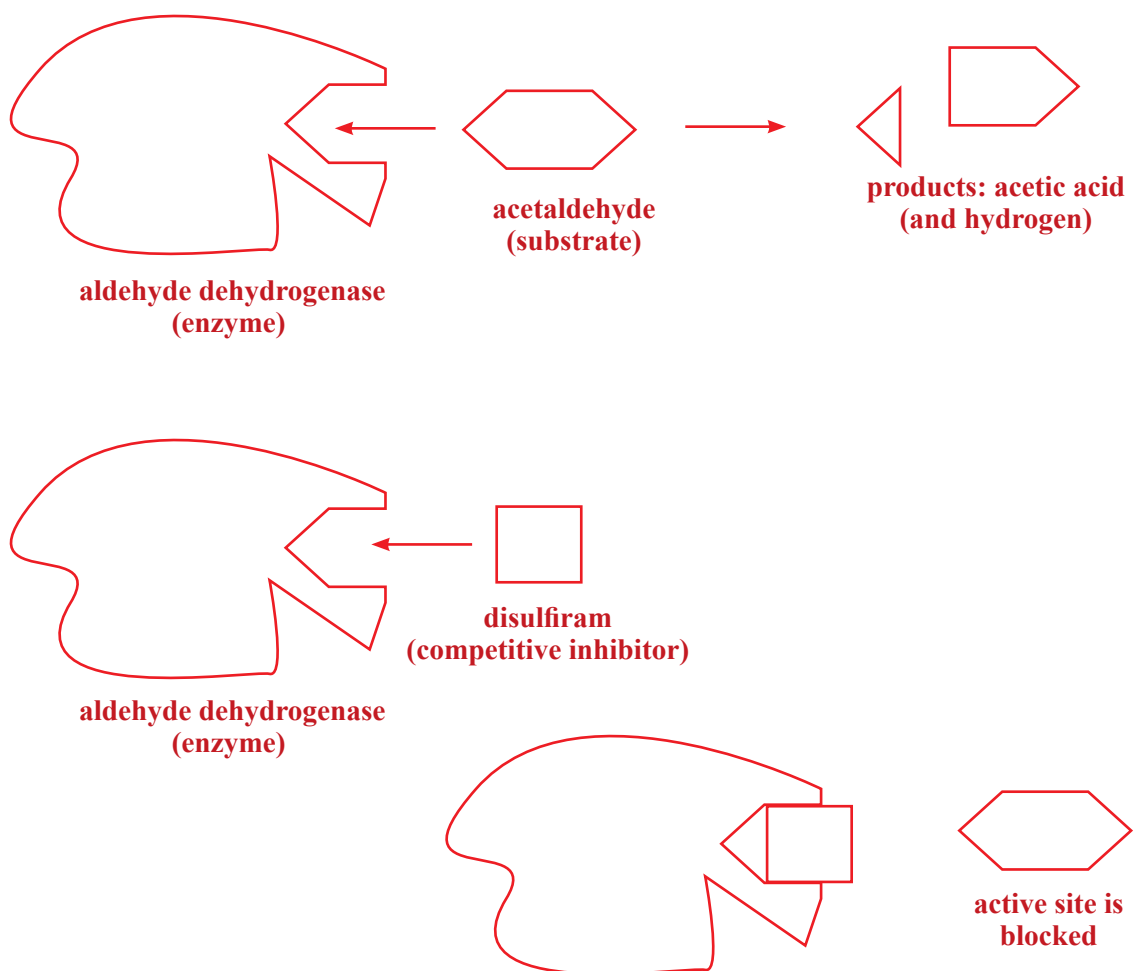 acetaldehyde
(substrate)
products: acetic acid
(and hydrogen)
aldehyde dehydrogenase
(enzyme)
disulfiram
(competitive inhibitor)
aldehyde dehydrogenase
(enzyme)
active site is
blocked